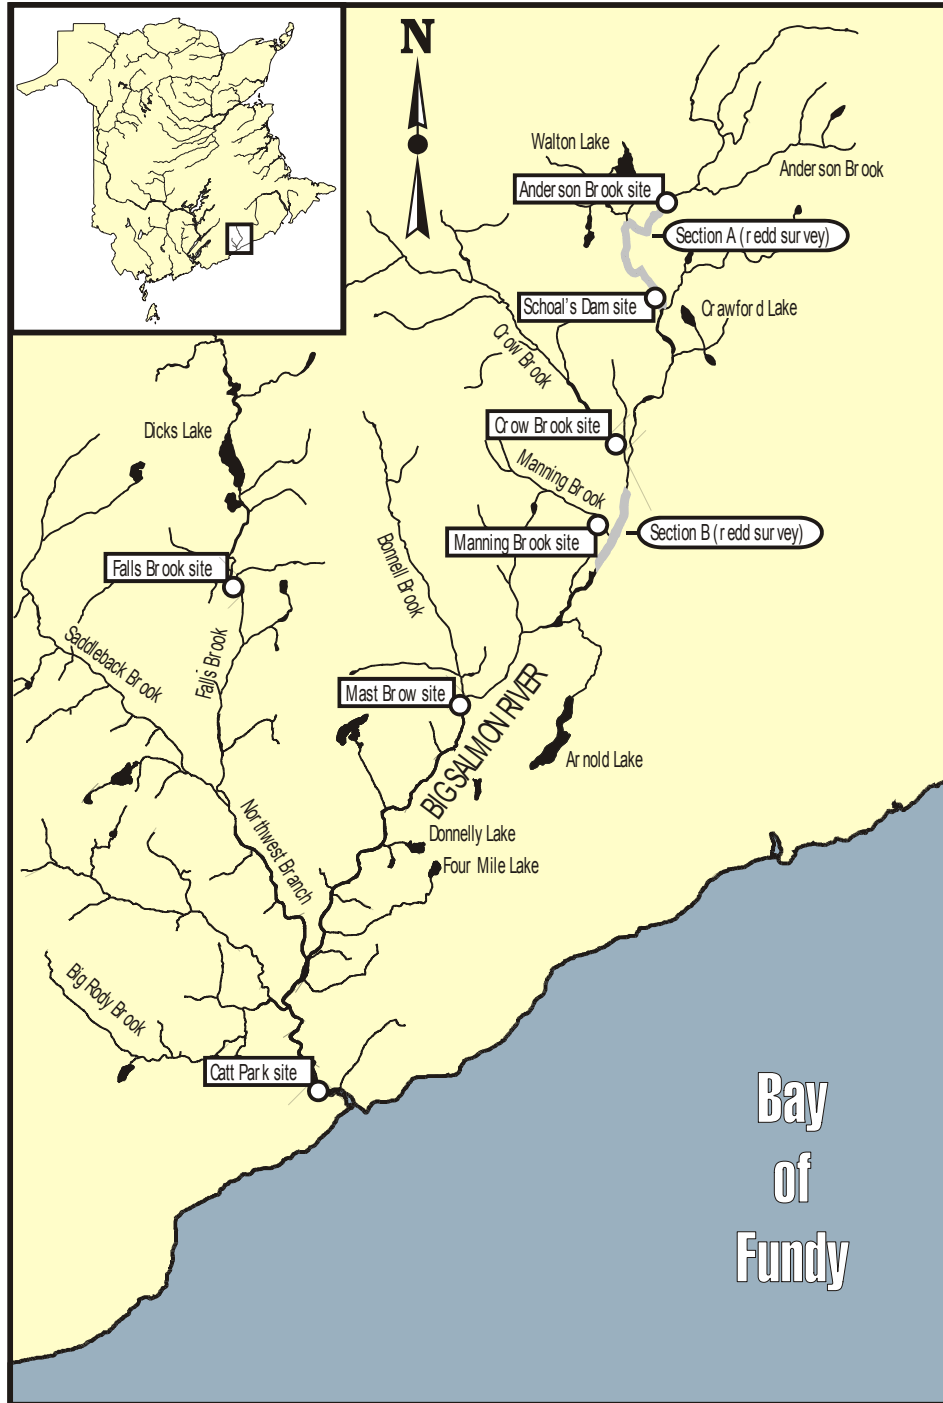 N
Walton Lake
Anderson Brook
Anderson Brook site
Section A (redd survey)
Schoal's Dam site
Crawford Lake
Crow Brook
Crow Brook site
Dicks Lake
Manning Brook
Manning Brook site
Section B (redd survey)
Bonnell Brook
Falls Brook site
Saddleback Brook
Falls Brook
Mast Brow site
BIG SALMON RIVER
Arnold Lake
Northwest Branch
Donnelly Lake
Four Mile Lake
Big Rody Brook
Catt Park site
Bay
of
Fundy